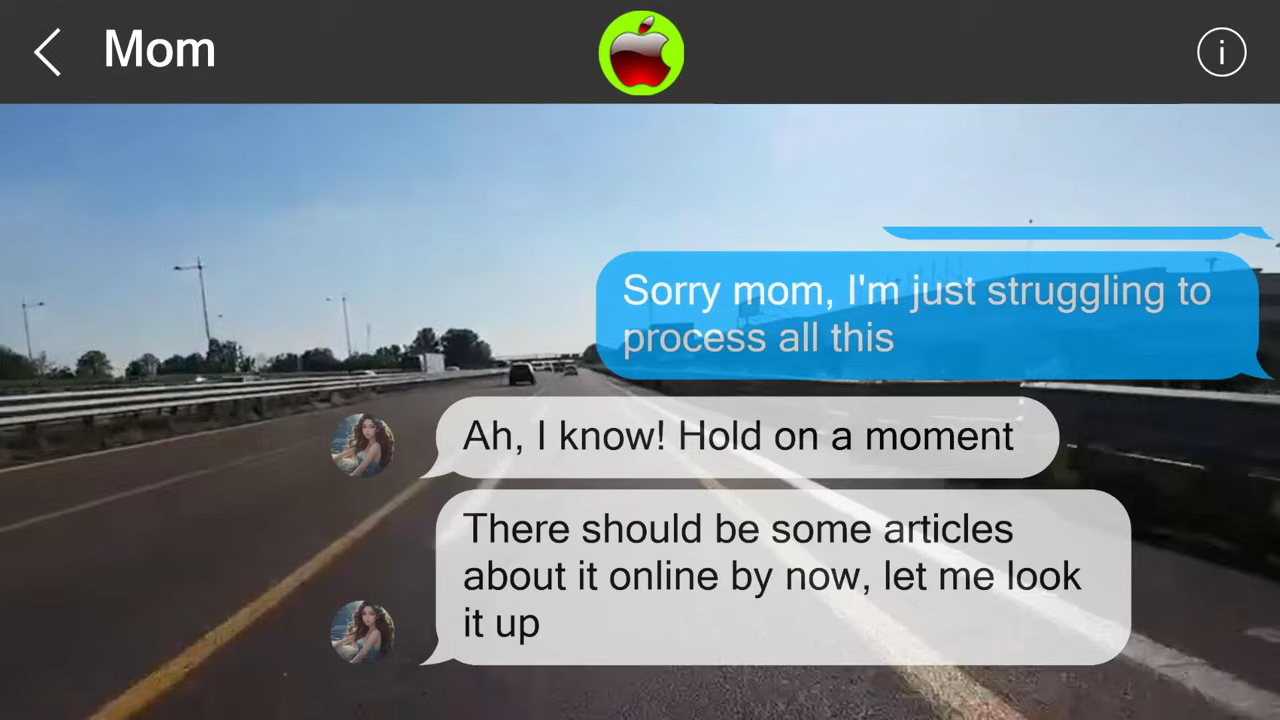 Mom
i
Sorry mom, I'm just struggling to
process all this
Ah, I know! Hold on a moment
There should be some articles
about it online by now, let me look
it up